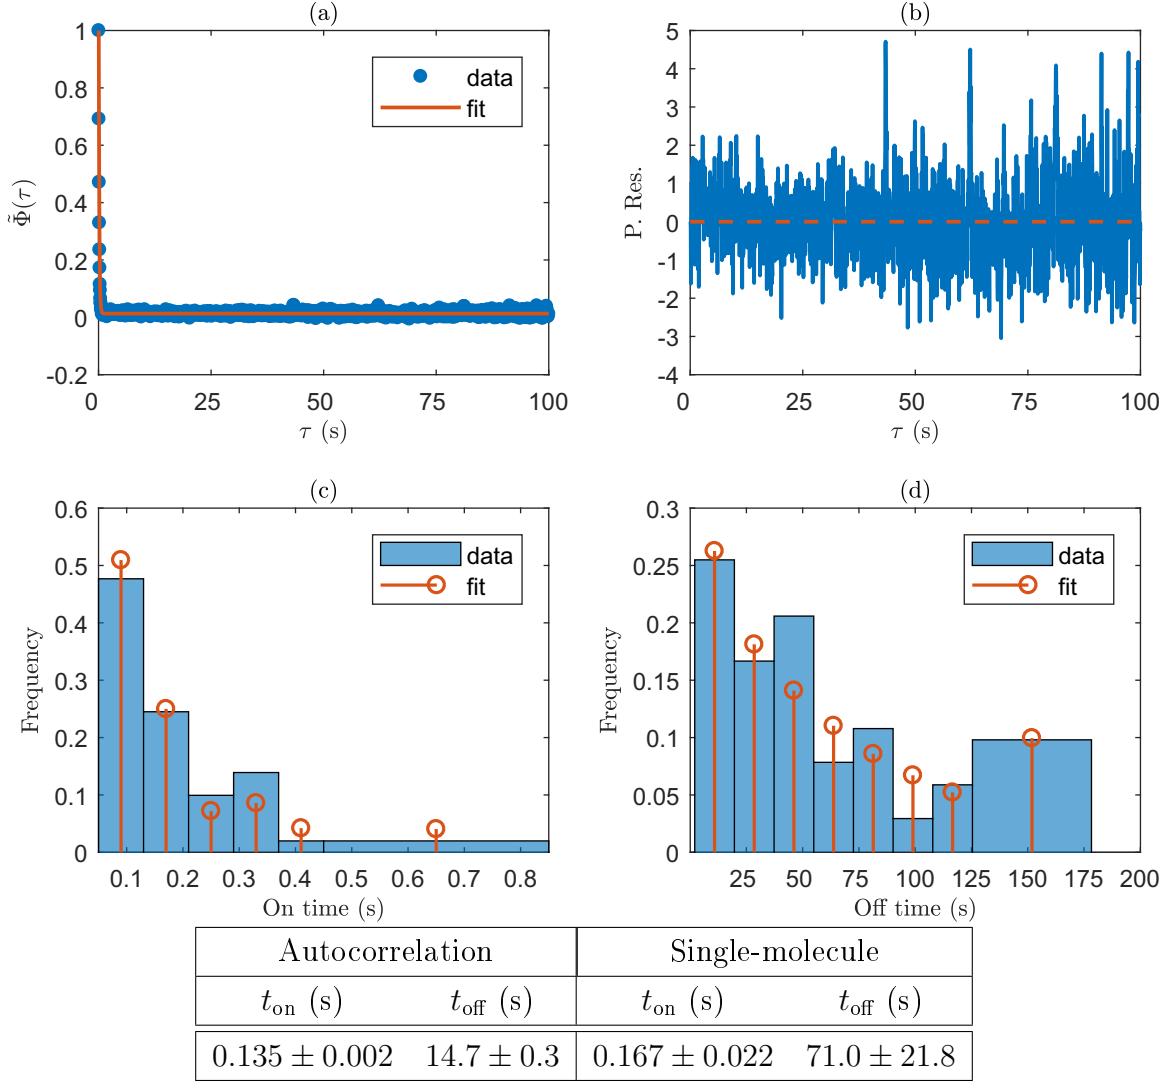 (a)
1
0.8
0.6
0.4
0.2
0
-0.2
Φ̃(τ)
data
fit
0 25 50 75 100
τ (s)
(b)
5
4
3
2
1
0
-1
-2
-3
-4
P. Res.
0 25 50 75 100
τ (s)
(c)
0.6
0.5
0.4
0.3
0.2
0.1
0
Frequency
data
fit
0.1 0.2 0.3 0.4 0.5 0.6 0.7 0.8
On time (s)
(d)
0.3
0.25
0.2
0.15
0.1
0.05
0
Frequency
data
fit
25 50 75 100 125 150 175 200
Off time (s)
Autocorrelation Single-molecule
t_on (s) t_off (s) t_on (s) t_off (s)
0.135 ± 0.002 14.7 ± 0.3 0.167 ± 0.022 71.0 ± 21.8